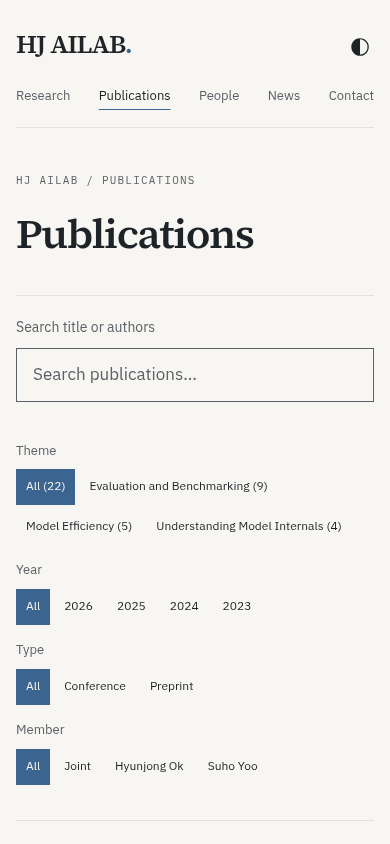 HJ AILAB.
Research Publications People News Contact
HJ AILAB / PUBLICATIONS
Publications
Search title or authors
Search publications...
Theme
All (22) Evaluation and Benchmarking (9)
Model Efficiency (5) Understanding Model Internals (4)
Year
All 2026 2025 2024 2023
Type
All Conference Preprint
Member
All Joint Hyunjong Ok Suho Yoo